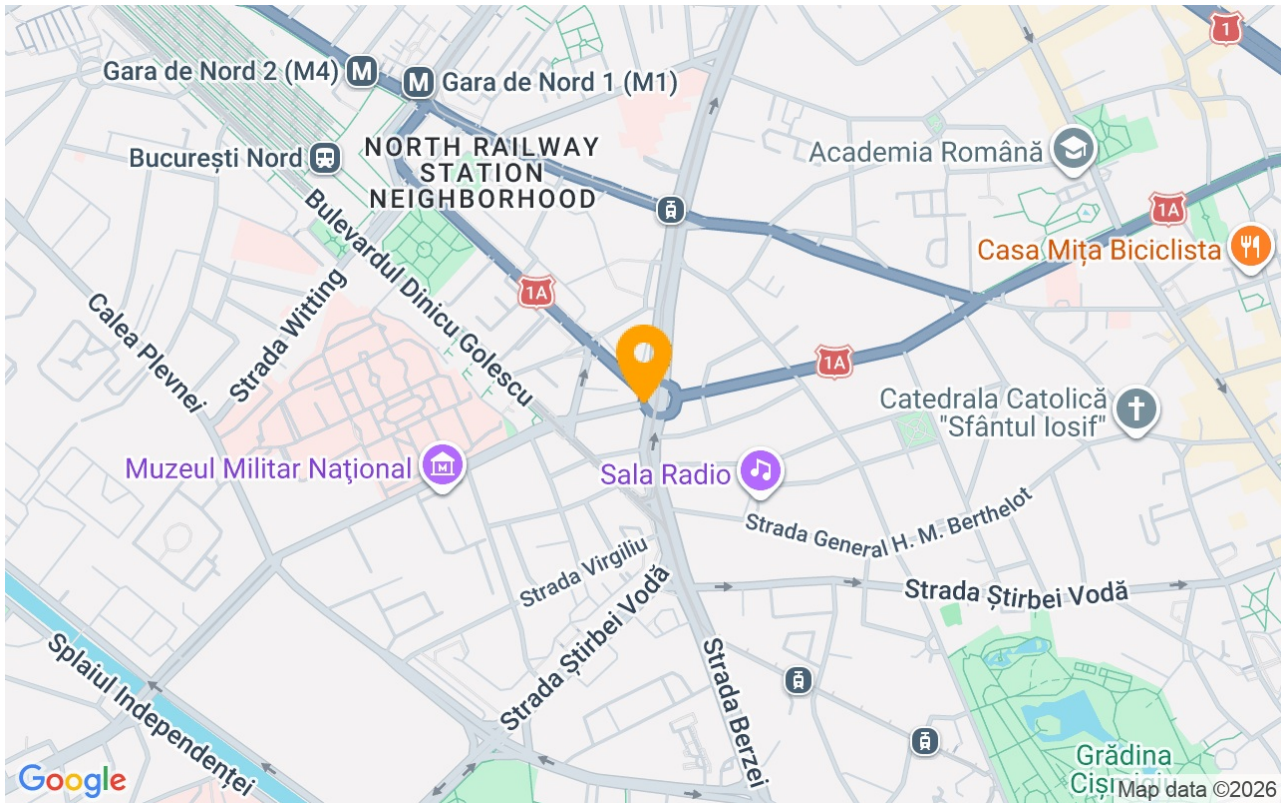 1
Gara de Nord 2 (M4)
M
M
Gara de Nord 1 (M1)
București Nord
NORTH RAILWAY
STATION
NEIGHBORHOOD
Academia Română
1A
Casa Mița Biciclista
Bulevardul Dinicu Golescu
1A
Strada Witting
Calea Plevnei
1A
Catedrala Catolică
"Sfântul Iosif"
Muzeul Militar Naţional
M
Sala Radio
Strada General H. M. Berthelot
Strada Virgiliu
Strada Știrbei Vodă
Strada Știrbei Vodă
Splaiul Independenței
Strada Berzei
Grădina
Google
Map data ©2026